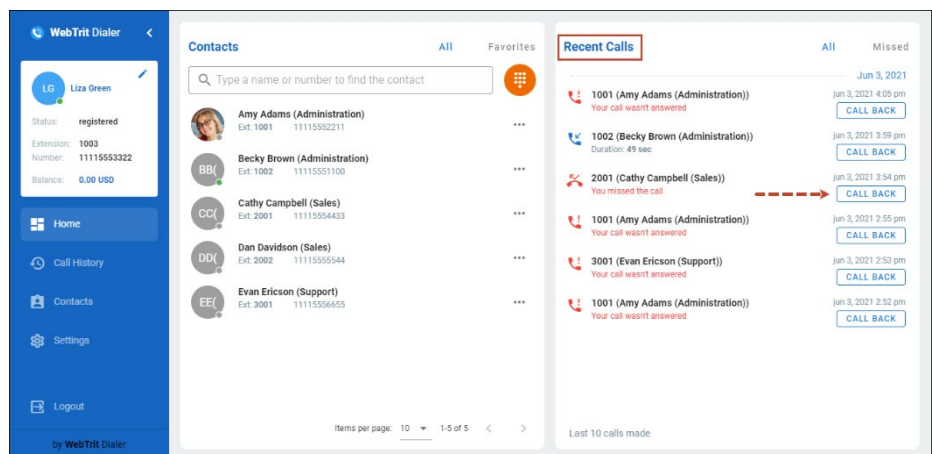 WebTrit Dialer
LG
Liza Green
Status: registered
Extension: 1003
Number: 11115553322
Balance: 0.00 USD
Home
Call History
Contacts
Settings
Logout
by WebTrit Dialer
Contacts All Favorites
Type a name or number to find the contact
Amy Adams (Administration)
Ext: 1001 11115552211
BB(
Becky Brown (Administration)
Ext: 1002 11115551100
CC(
Cathy Campbell (Sales)
Ext: 2001 11115554433
DD(
Dan Davidson (Sales)
Ext: 2002 11115555544
EE(
Evan Ericson (Support)
Ext: 3001 11115556655
Items per page: 10 1-5 of 5
Recent Calls All Missed
Jun 3, 2021
1001 (Amy Adams (Administration)) jun 3, 2021 4:05 pm
Your call wasn't answered CALL BACK
1002 (Becky Brown (Administration)) jun 3, 2021 3:59 pm
Duration: 49 sec CALL BACK
2001 (Cathy Campbell (Sales)) jun 3, 2021 3:54 pm
You missed the call CALL BACK
1001 (Amy Adams (Administration)) jun 3, 2021 2:55 pm
Your call wasn't answered CALL BACK
3001 (Evan Ericson (Support)) jun 3, 2021 2:53 pm
Your call wasn't answered CALL BACK
1001 (Amy Adams (Administration)) jun 3, 2021 2:52 pm
Your call wasn't answered CALL BACK
Last 10 calls made